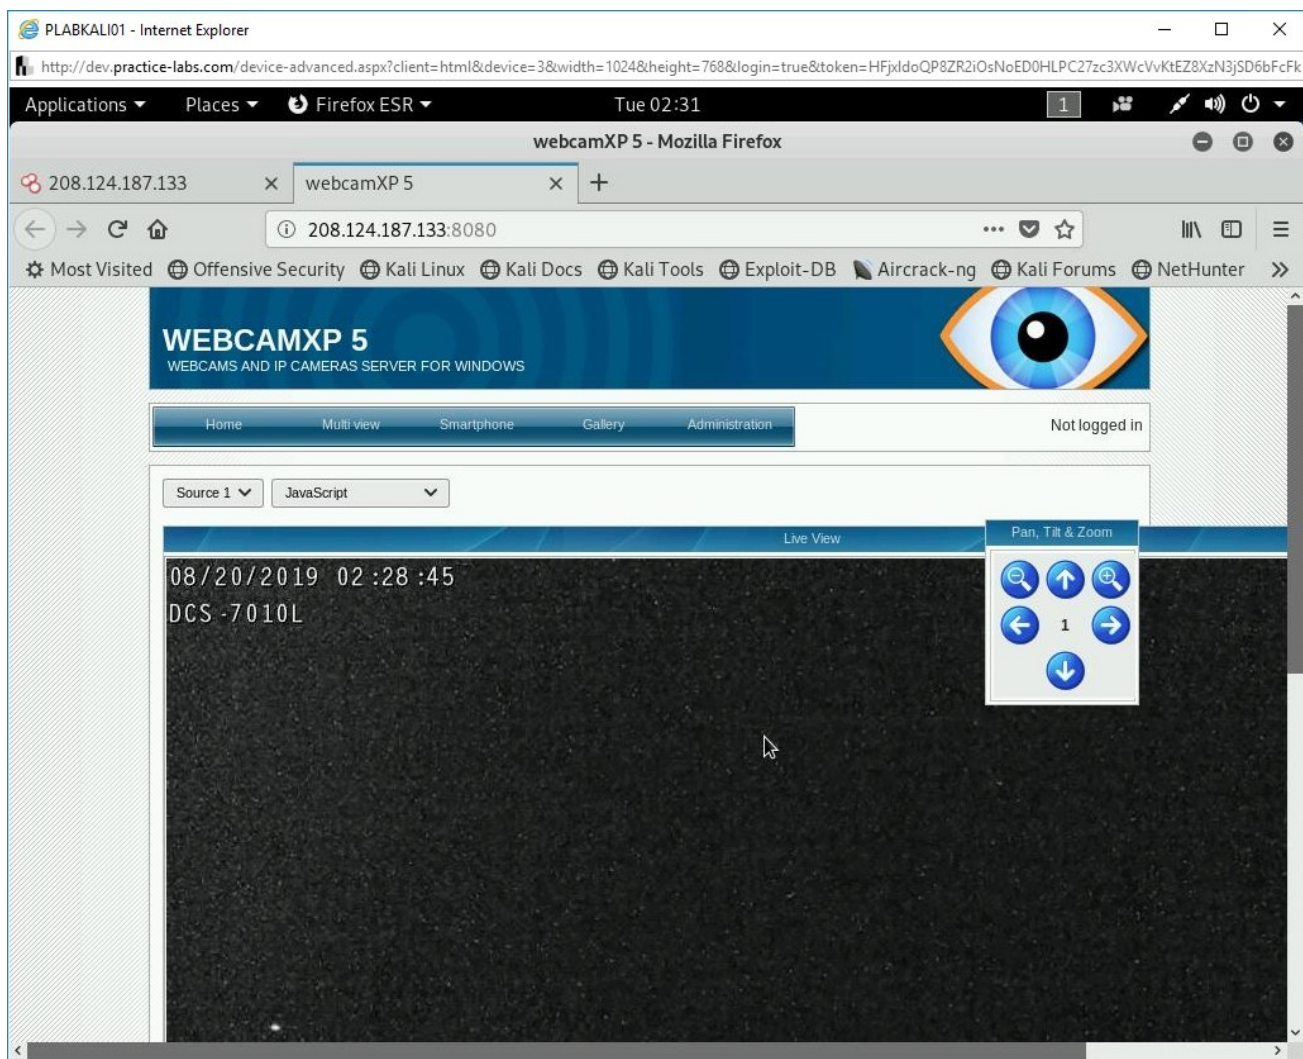 PLABKALI01 - Internet Explorer
http://dev.practice-labs.com/device-advanced.aspx?client=html&device=3&width=1024&height=768&login=true&token=HFjxIdoQP8ZR2iOsNoED0HLPC27zc3XWcVvKtEZ8XzN3jSD6bFcFk
Applications Places Firefox ESR Tue 02:31 1
webcamXP 5 - Mozilla Firefox
208.124.187.133 webcamXP 5
208.124.187.133:8080
Most Visited Offensive Security Kali Linux Kali Docs Kali Tools Exploit-DB Aircrack-ng Kali Forums NetHunter
WEBCAMXP 5
WEBCAMS AND IP CAMERAS SERVER FOR WINDOWS
Home Multi view Smartphone Gallery Administration Not logged in
Source 1 JavaScript
Live View
Pan, Tilt & Zoom
1
08/20/2019 02:28:45
DCS-7010L